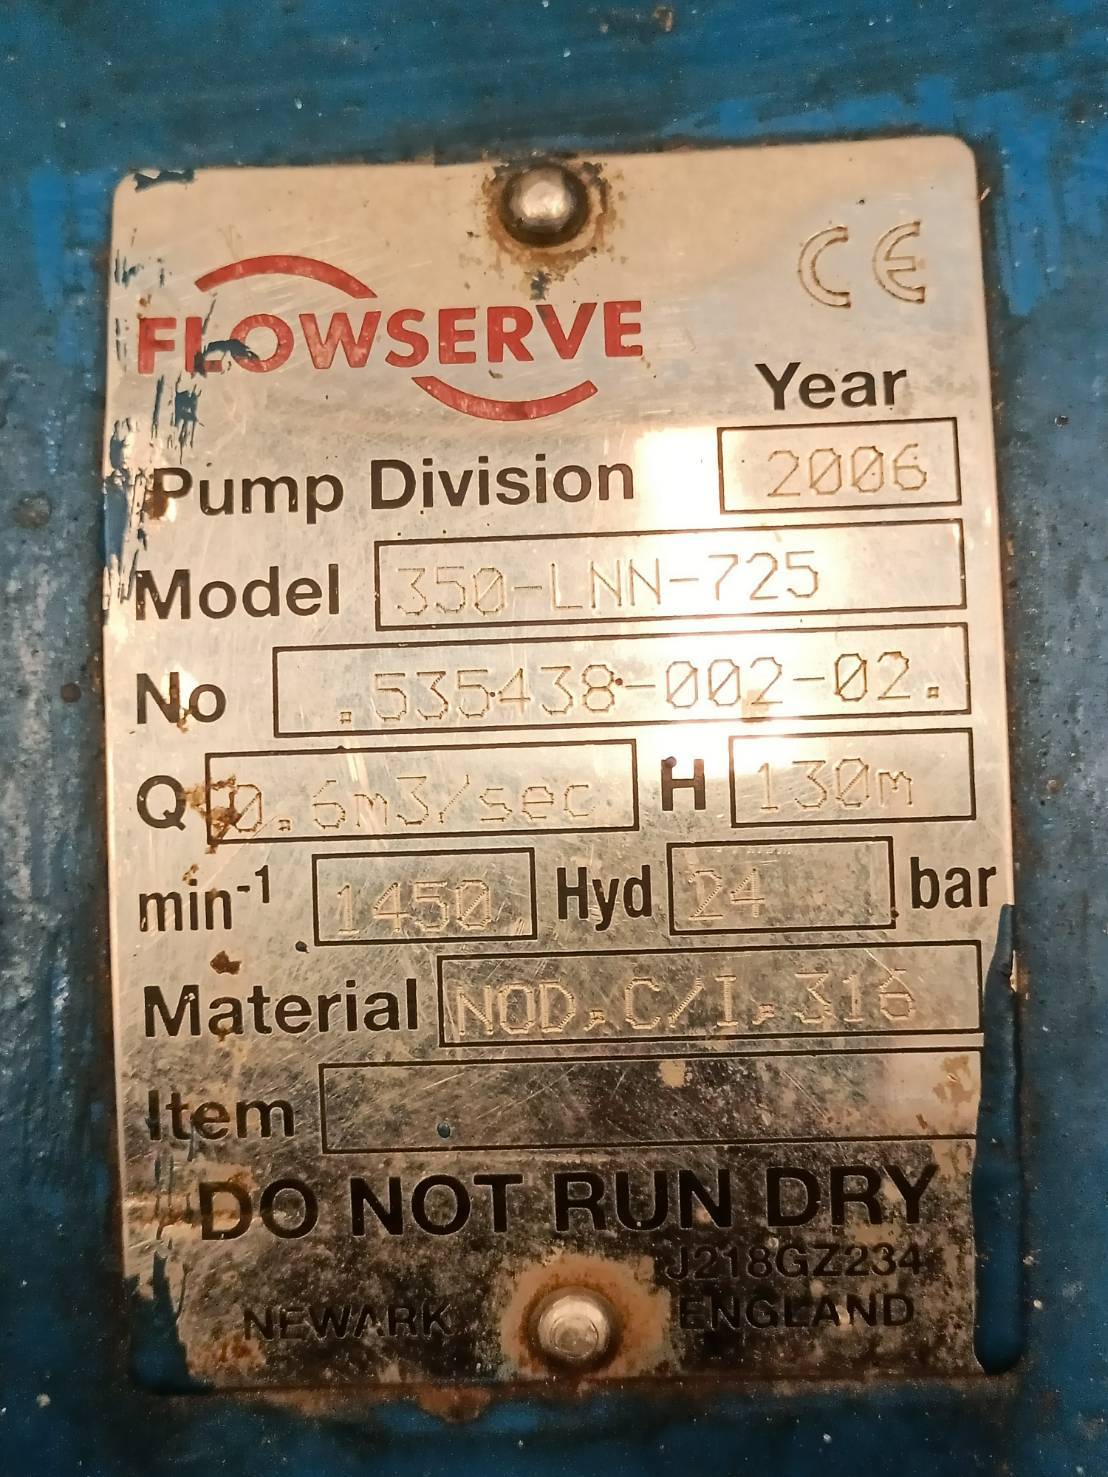 CE
FLOWSERVE
Year
Pump Division 2006
Model 350-LNN-725
No .535438-002-02.
Q 0.6m3/sec H 130m
min-1 1450 Hyd 24 bar
Material NOD.C/I.316
Item
DO NOT RUN DRY
J218GZ234
NEWARK ENGLAND